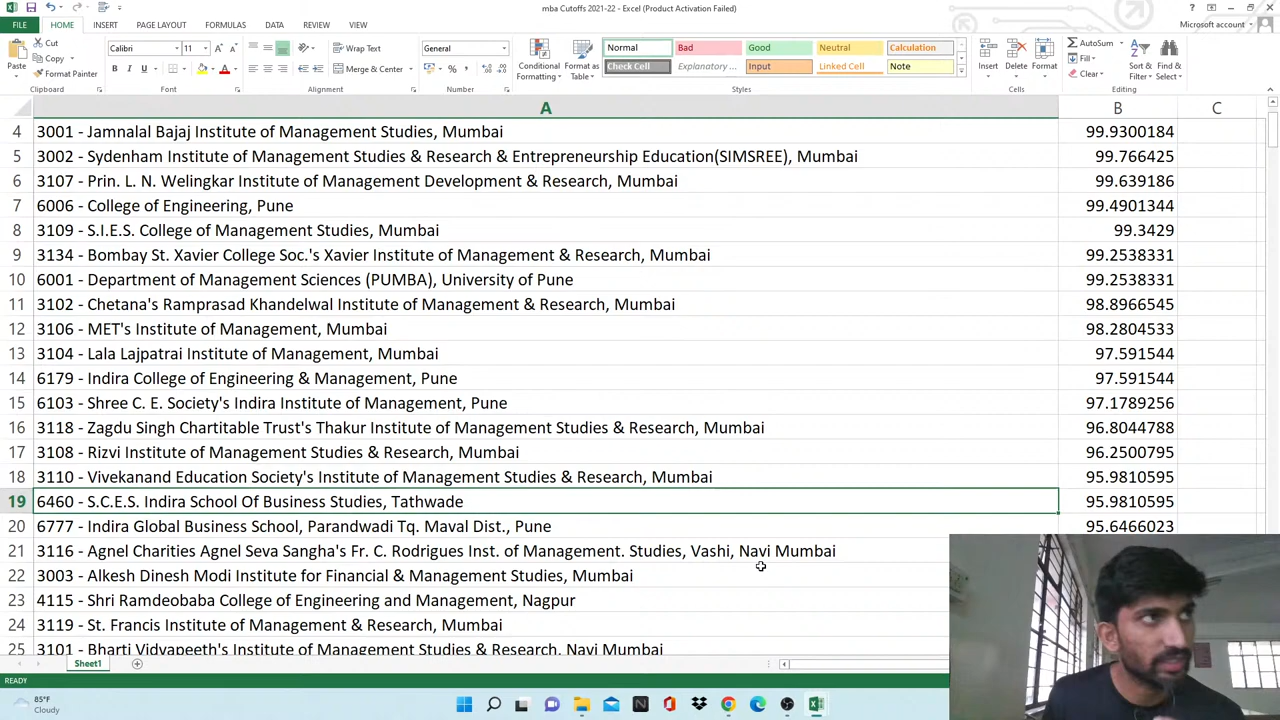 mba Cutoffs 2021-22 - Excel (Product Activation Failed)
FILE HOME INSERT PAGE LAYOUT FORMULAS DATA REVIEW VIEW Microsoft account
Cut
Copy
Format Painter
Paste
Clipboard
Calibri 11
B I U
Font
Wrap Text
Merge & Center
Alignment
General
%
Number
Conditional Formatting
Format as Table
Normal Bad Good Neutral Calculation
Check Cell Explanatory ... Input Linked Cell Note
Styles
Insert Delete Format
Cells
AutoSum
Fill
Clear
Sort & Filter
Find & Select
Editing
A B C
4 3001 - Jamnalal Bajaj Institute of Management Studies, Mumbai 99.9300184
5 3002 - Sydenham Institute of Management Studies & Research & Entrepreneurship Education(SIMSREE), Mumbai 99.766425
6 3107 - Prin. L. N. Welingkar Institute of Management Development & Research, Mumbai 99.639186
7 6006 - College of Engineering, Pune 99.4901344
8 3109 - S.I.E.S. College of Management Studies, Mumbai 99.3429
9 3134 - Bombay St. Xavier College Soc.'s Xavier Institute of Management & Research, Mumbai 99.2538331
10 6001 - Department of Management Sciences (PUMBA), University of Pune 99.2538331
11 3102 - Chetana's Ramprasad Khandelwal Institute of Management & Research, Mumbai 98.8966545
12 3106 - MET's Institute of Management, Mumbai 98.2804533
13 3104 - Lala Lajpatrai Institute of Management, Mumbai 97.591544
14 6179 - Indira College of Engineering & Management, Pune 97.591544
15 6103 - Shree C. E. Society's Indira Institute of Management, Pune 97.1789256
16 3118 - Zagdu Singh Chartitable Trust's Thakur Institute of Management Studies & Research, Mumbai 96.8044788
17 3108 - Rizvi Institute of Management Studies & Research, Mumbai 96.2500795
18 3110 - Vivekanand Education Society's Institute of Management Studies & Research, Mumbai 95.9810595
19 6460 - S.C.E.S. Indira School Of Business Studies, Tathwade 95.9810595
20 6777 - Indira Global Business School, Parandwadi Tq. Maval Dist., Pune 95.6466023
21 3116 - Agnel Charities Agnel Seva Sangha's Fr. C. Rodrigues Inst. of Management. Studies, Vashi, Navi Mumbai
22 3003 - Alkesh Dinesh Modi Institute for Financial & Management Studies, Mumbai
23 4115 - Shri Ramdeobaba College of Engineering and Management, Nagpur
24 3119 - St. Francis Institute of Management & Research, Mumbai
25 3101 - Bharti Vidyapeeth's Institute of Management Studies & Research, Navi Mumbai
Sheet1
READY
85°F
Cloudy